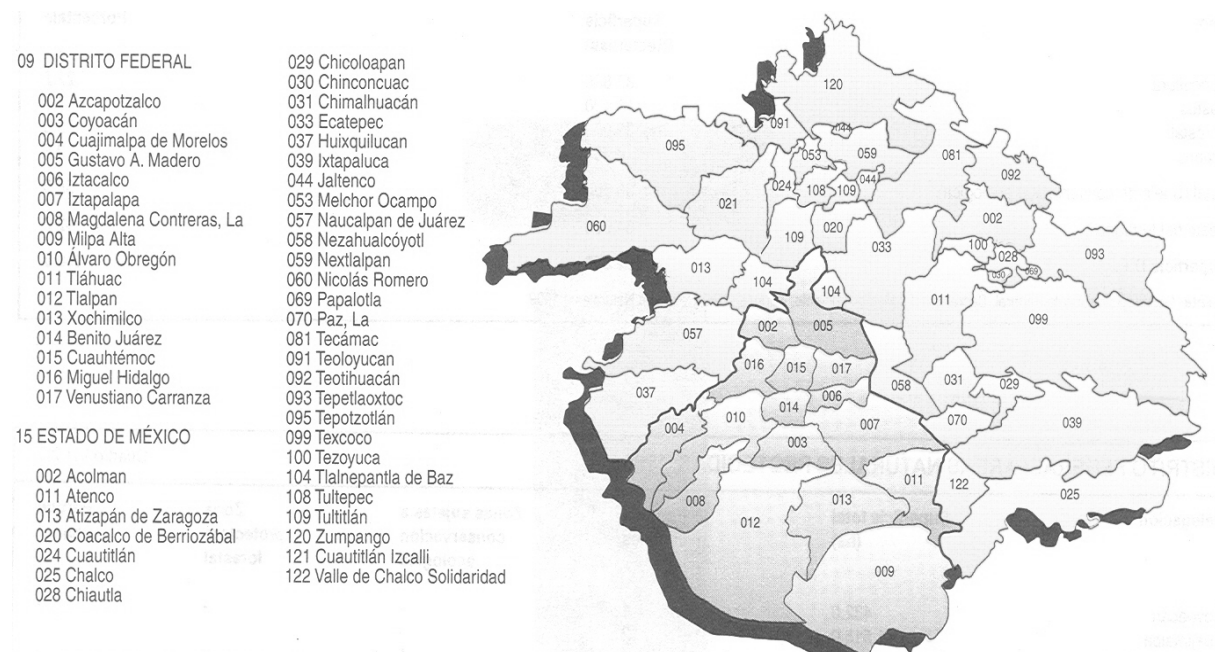 09 DISTRITO FEDERAL
002 Azcapotzalco
003 Coyoacán
004 Cuajimalpa de Morelos
005 Gustavo A. Madero
006 Iztacalco
007 Iztapalapa
008 Magdalena Contreras, La
009 Milpa Alta
010 Álvaro Obregón
011 Tláhuac
012 Tlalpan
013 Xochimilco
014 Benito Juárez
015 Cuauhtémoc
016 Miguel Hidalgo
017 Venustiano Carranza
15 ESTADO DE MÉXICO
002 Acolman
011 Atenco
013 Atizapán de Zaragoza
020 Coacalco de Berriozábal
024 Cuautitlán
025 Chalco
028 Chiautla
029 Chicoloapan
030 Chinconcuac
031 Chimalhuacán
033 Ecatepec
037 Huixquilucan
039 Ixtapaluca
044 Jaltenco
053 Melchor Ocampo
057 Naucalpan de Juárez
058 Nezahualcóyotl
059 Nextlalpan
060 Nicolás Romero
069 Papalotla
070 Paz, La
081 Tecámac
091 Teoloyucan
092 Teotihuacán
093 Tepetlaoxtoc
095 Tepotzotlán
099 Texcoco
100 Tezoyuca
104 Tlalnepantla de Baz
108 Tultepec
109 Tultitlán
120 Zumpango
121 Cuautitlán Izcalli
122 Valle de Chalco Solidaridad
120
091
044
095
053
059
081
092
024
108
109
044
021
002
060
020
109
033
100
028
093
013
104
104
030
069
011
099
002
005
057
016
015
017
058
031
029
037
006
014
010
007
070
039
004
003
011
122
025
008
013
012
009